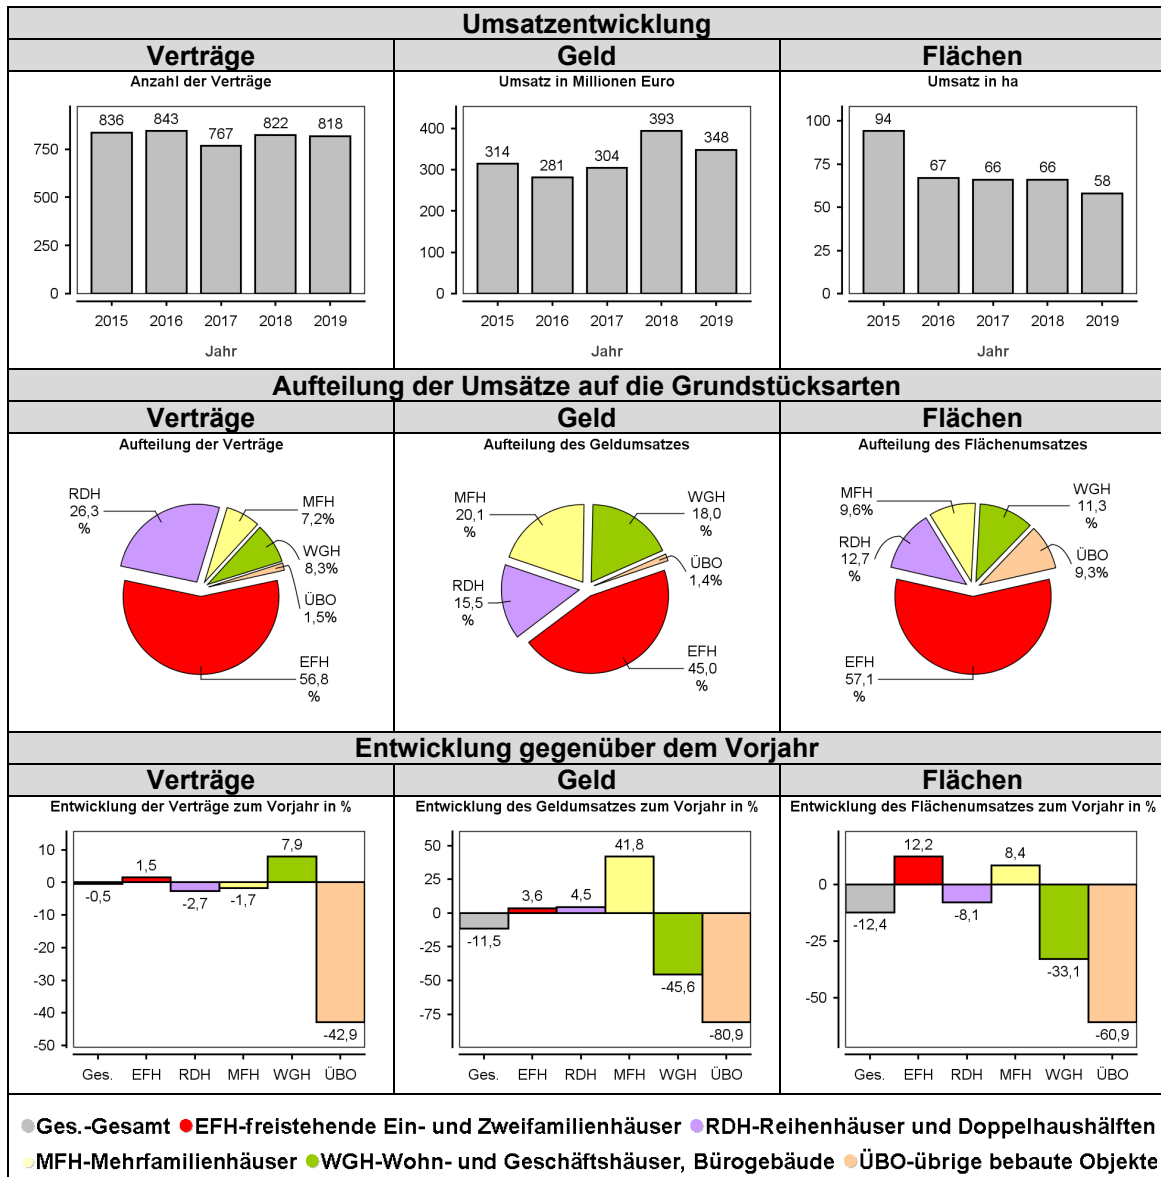 Umsatzentwicklung
Verträge
Geld
Flächen
Anzahl der Verträge
836
843
767
822
818
750
500
250
0
2015 2016 2017 2018 2019
Jahr
Umsatz in Millionen Euro
314
281
304
393
348
400
300
200
100
0
2015 2016 2017 2018 2019
Jahr
Umsatz in ha
94
67
66
66
58
100
75
50
25
0
2015 2016 2017 2018 2019
Jahr
Aufteilung der Umsätze auf die Grundstücksarten
Verträge
Geld
Flächen
Aufteilung der Verträge
RDH
26,3
%
MFH
7,2%
WGH
8,3%
ÜBO
1,5%
EFH
56,8
%
Aufteilung des Geldumsatzes
MFH
20,1
%
WGH
18,0
%
ÜBO
1,4%
RDH
15,5
%
EFH
45,0
%
Aufteilung des Flächenumsatzes
MFH
9,6%
WGH
11,3
%
RDH
12,7
%
ÜBO
9,3%
EFH
57,1
%
Entwicklung gegenüber dem Vorjahr
Verträge
Geld
Flächen
Entwicklung der Verträge zum Vorjahr in %
10
0
-10
-20
-30
-40
-50
-0,5
1,5
-2,7
-1,7
7,9
-42,9
Ges. EFH RDH MFH WGH ÜBO
Entwicklung des Geldumsatzes zum Vorjahr in %
50
25
0
-25
-50
-75
-11,5
3,6
4,5
41,8
-45,6
-80,9
Ges. EFH RDH MFH WGH ÜBO
Entwicklung des Flächenumsatzes zum Vorjahr in %
0
-25
-50
-12,4
12,2
-8,1
8,4
-33,1
-60,9
Ges. EFH RDH MFH WGH ÜBO
Ges.-Gesamt EFH-freistehende Ein- und Zweifamilienhäuser RDH-Reihenhäuser und Doppelhaushälften
MFH-Mehrfamilienhäuser WGH-Wohn- und Geschäftshäuser, Bürogebäude ÜBO-übrige bebaute Objekte